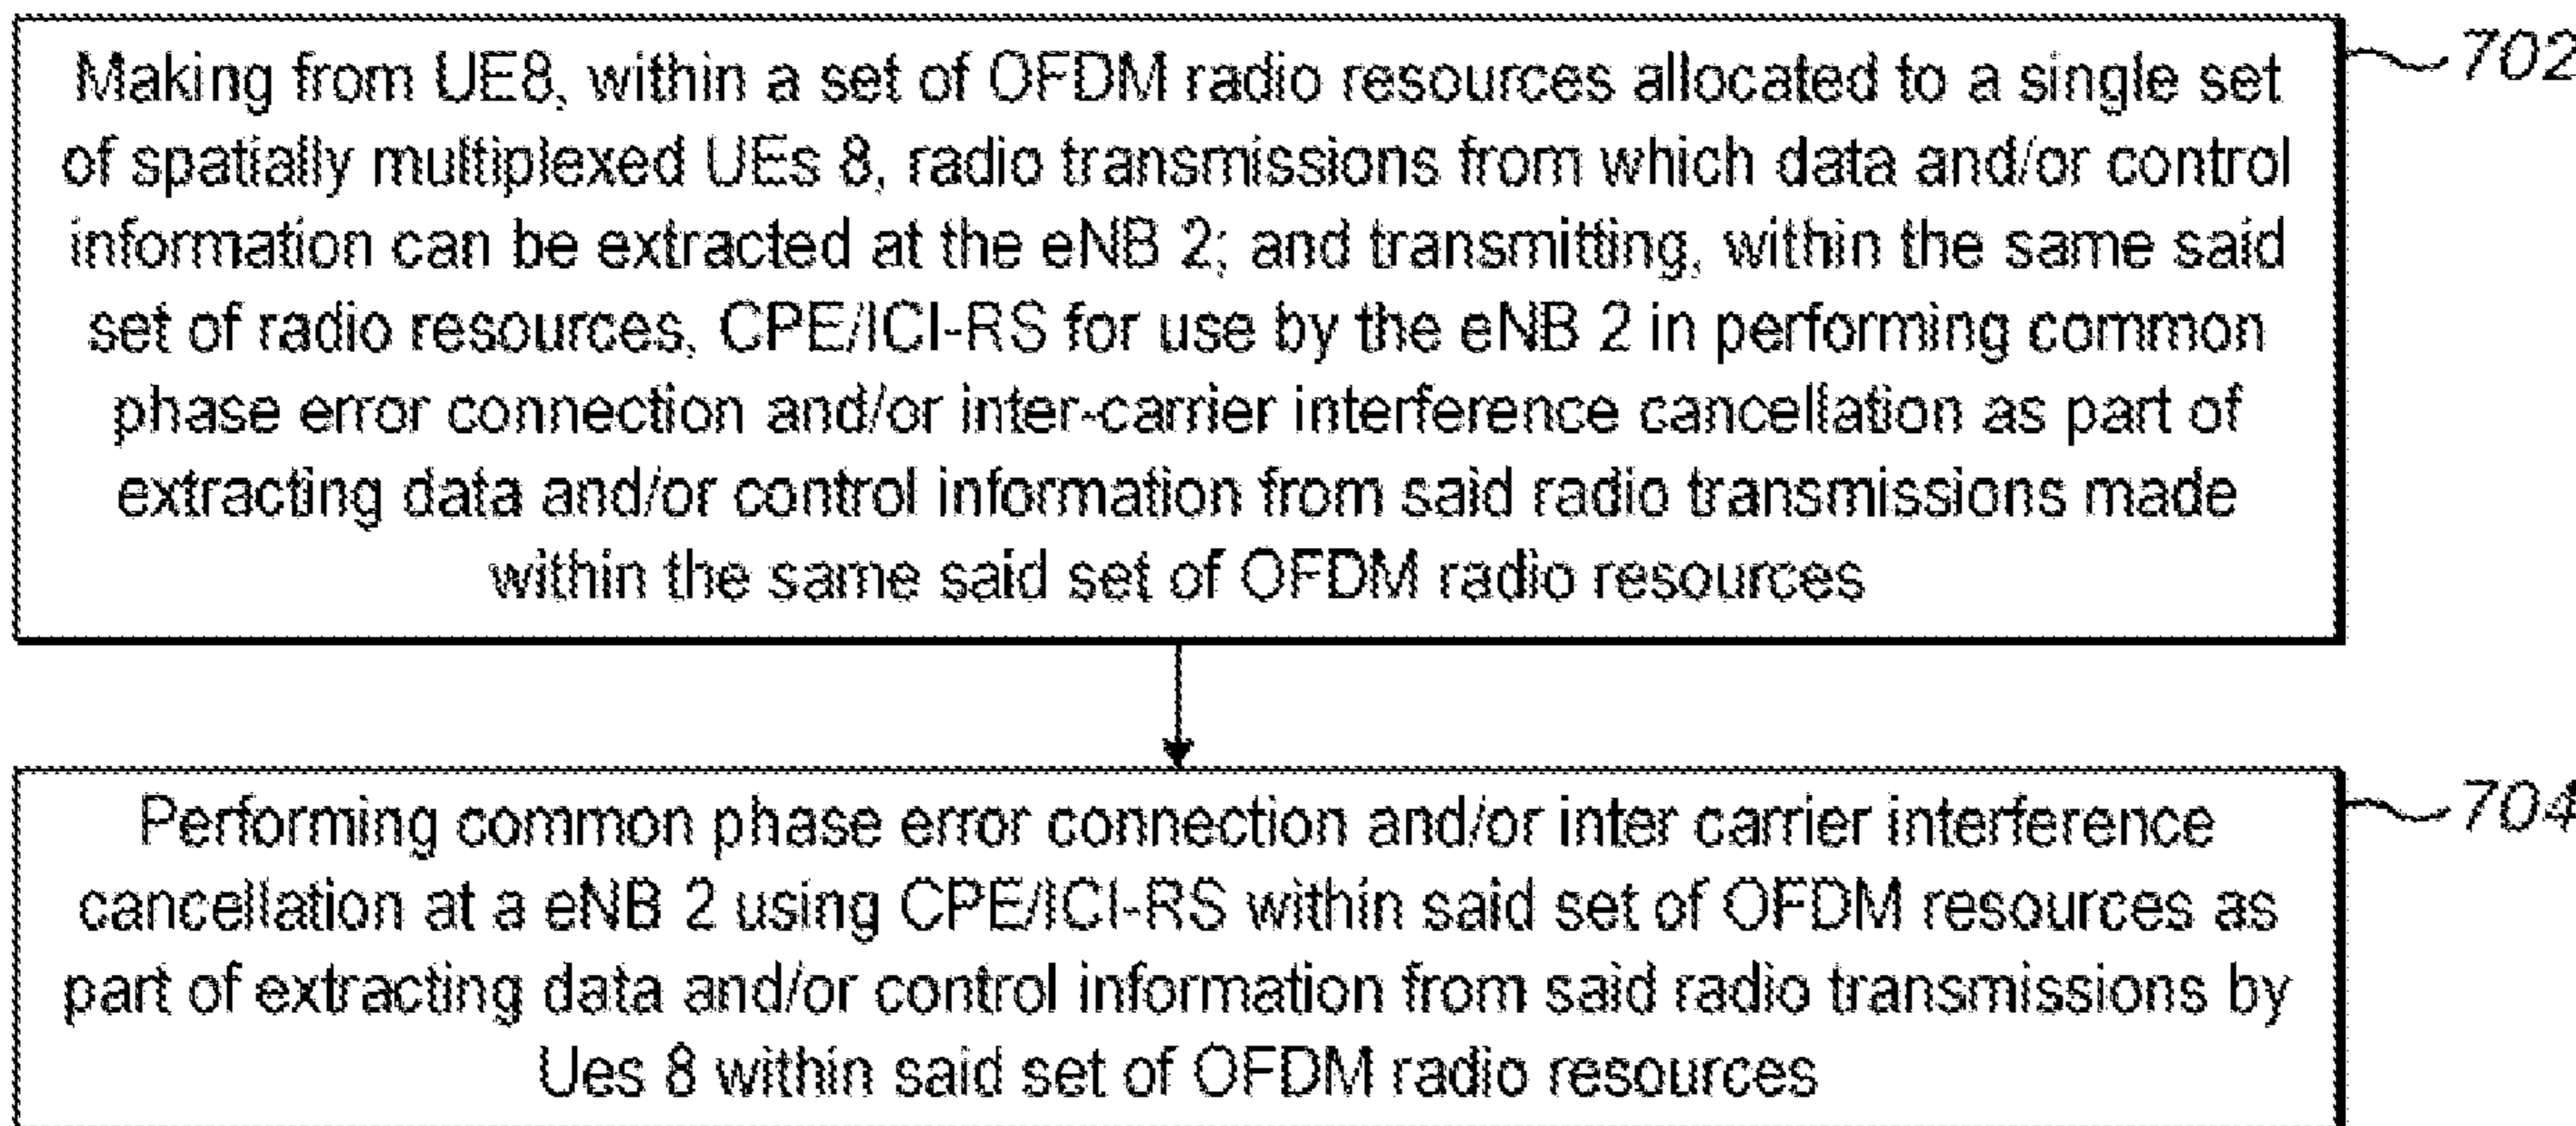 Making from UE8, within a set of OFDM radio resources allocated to a single set
of spatially multiplexed UEs 8, radio transmissions from which data and/or control
information can be extracted at the eNB 2; and transmitting, within the same said
set of radio resources, CPE/ICI-RS for use by the eNB 2 in performing common
phase error connection and/or inter-carrier interference cancellation as part of
extracting data and/or control information from said radio transmissions made
within the same said set of OFDM radio resources
702
Performing common phase error connection and/or inter carrier interference
cancellation at a eNB 2 using CPE/ICI-RS within said set of OFDM resources as
part of extracting data and/or control information from said radio transmissions by
Ues 8 within said set of OFDM radio resources
704